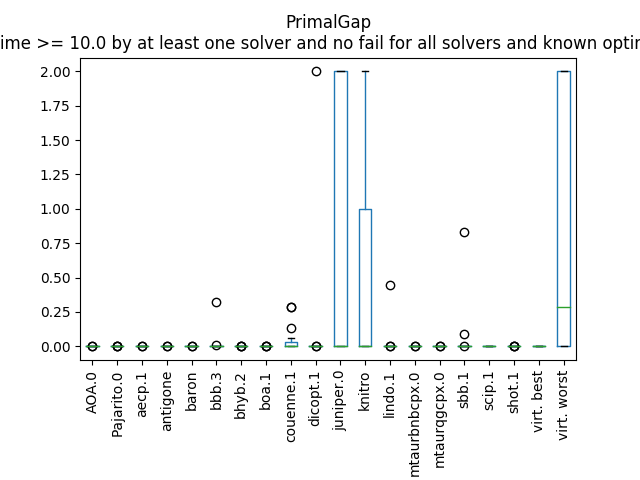 PrimalGap
ime >= 10.0 by at least one solver and no fail for all solvers and known optim
2.00
1.75
1.50
1.25
1.00
0.75
0.50
0.25
0.00
AOA.0
Pajarito.0
aecp.1
antigone
baron
bbb.3
bhyb.2
boa.1
couenne.1
dicopt.1
juniper.0
knitro
lindo.1
mtaurbnbcpx.0
mtaurqgcpx.0
sbb.1
scip.1
shot.1
virt. best
virt. worst